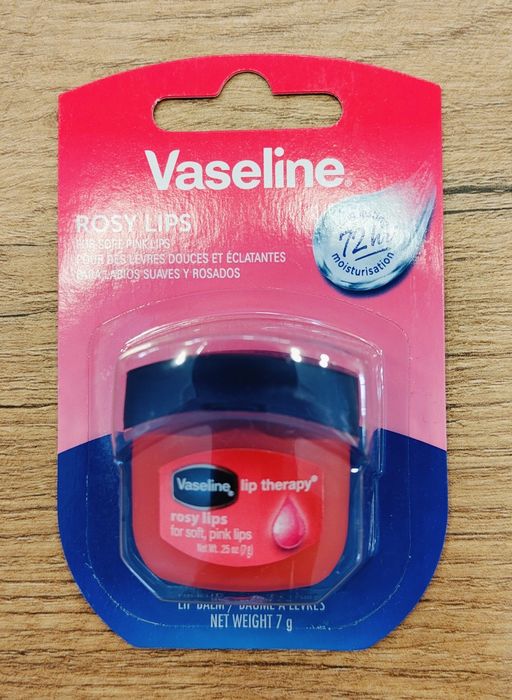 Vaseline®
ROSY LIPS
FOR SOFT PINK LIPS
POUR DES LÈVRES DOUCES ET ÉCLATANTES
PARA LABIOS SUAVES Y ROSADOS
72hr
moisturisation
Vaseline® lip therapy®
rosy lips
for soft, pink lips
Net Wt. .25 oz (7g)
LIP BALM / BAUME À LÈVRES
NET WEIGHT 7 g